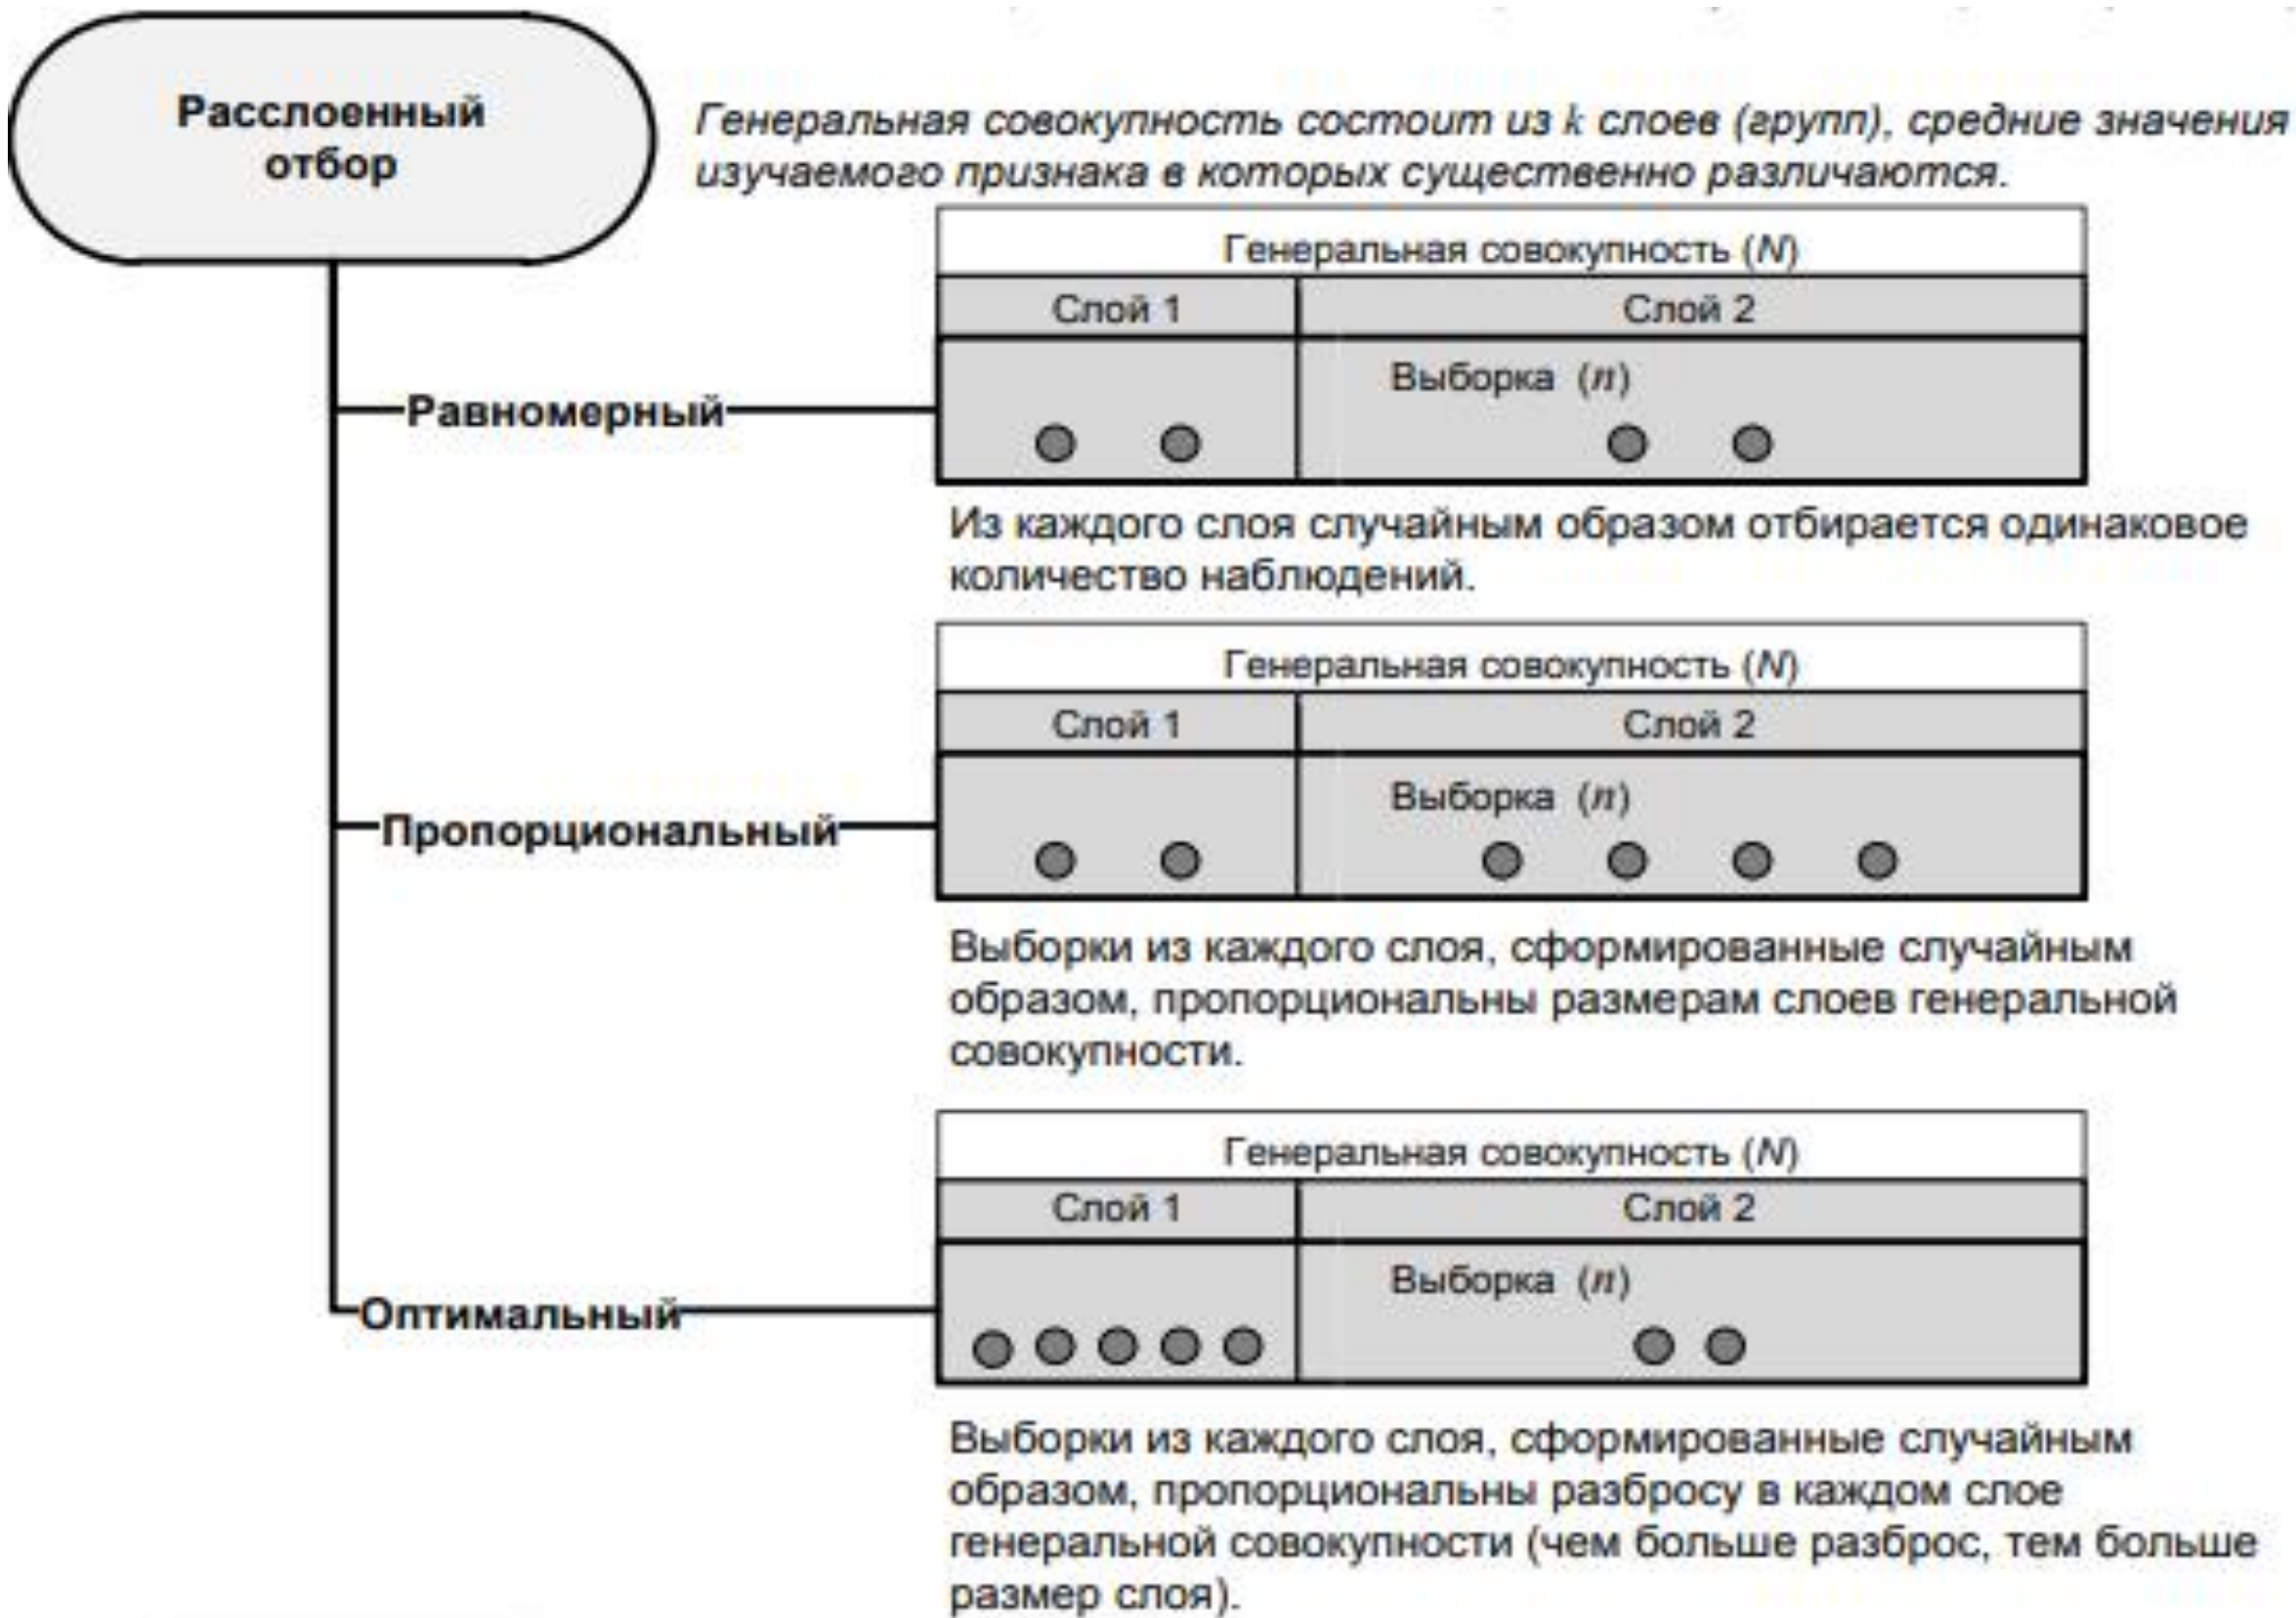 Расслоенный
отбор
Генеральная совокупность состоит из k слоев (групп), средние значения
изучаемого признака в которых существенно различаются.
Генеральная совокупность (N)
Слой 1
Слой 2
Равномерный
Выборка (n)
Из каждого слоя случайным образом отбирается одинаковое
количество наблюдений.
Генеральная совокупность (N)
Слой 1
Слой 2
Пропорциональный
Выборка (n)
Выборки из каждого слоя, сформированные случайным
образом, пропорциональны размерам слоев генеральной
совокупности.
Генеральная совокупность (N)
Слой 1
Слой 2
Оптимальный
Выборка (n)
Выборки из каждого слоя, сформированные случайным
образом, пропорциональны разбросу в каждом слое
генеральной совокупности (чем больше разброс, тем больше
размер слоя).